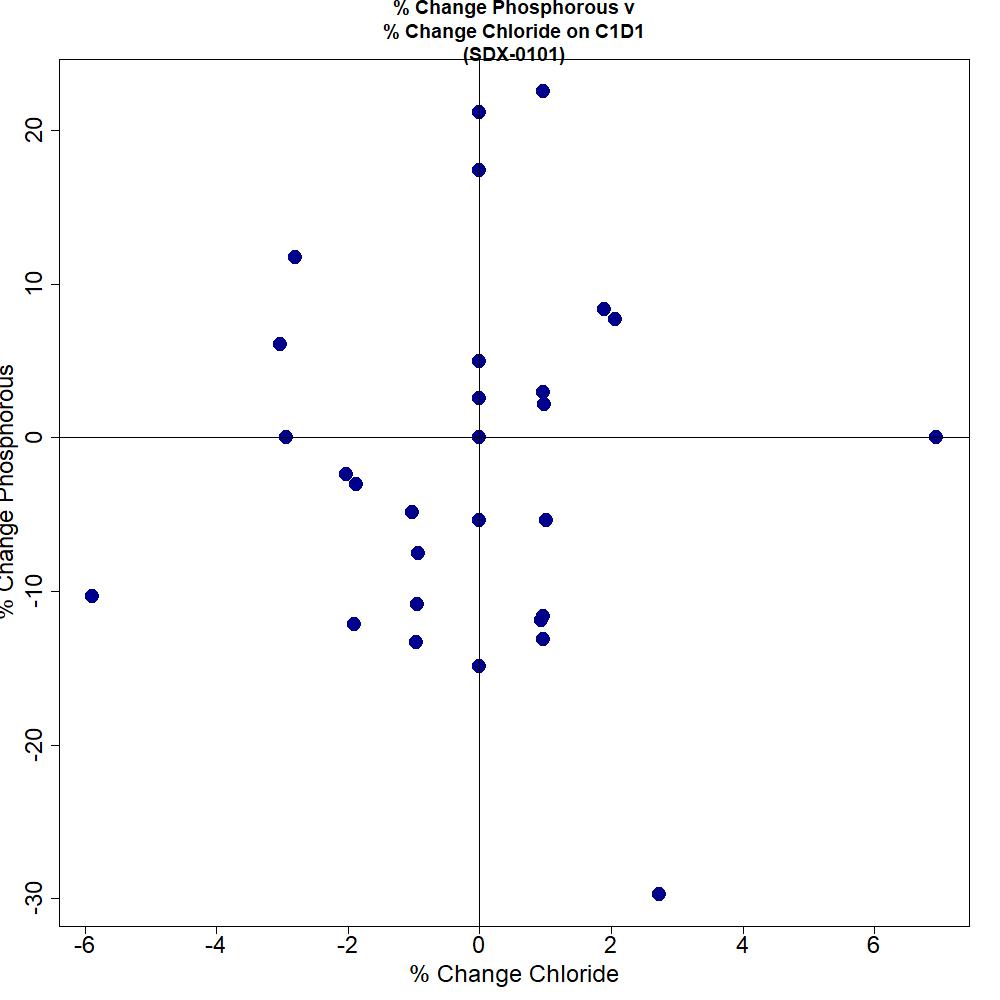 % Change Phosphorous v
% Change Chloride on C1D1
(SDX-0101)
% Change Phosphorous
20
10
0
-10
-20
-30
-6
-4
-2
0
2
4
6
% Change Chloride